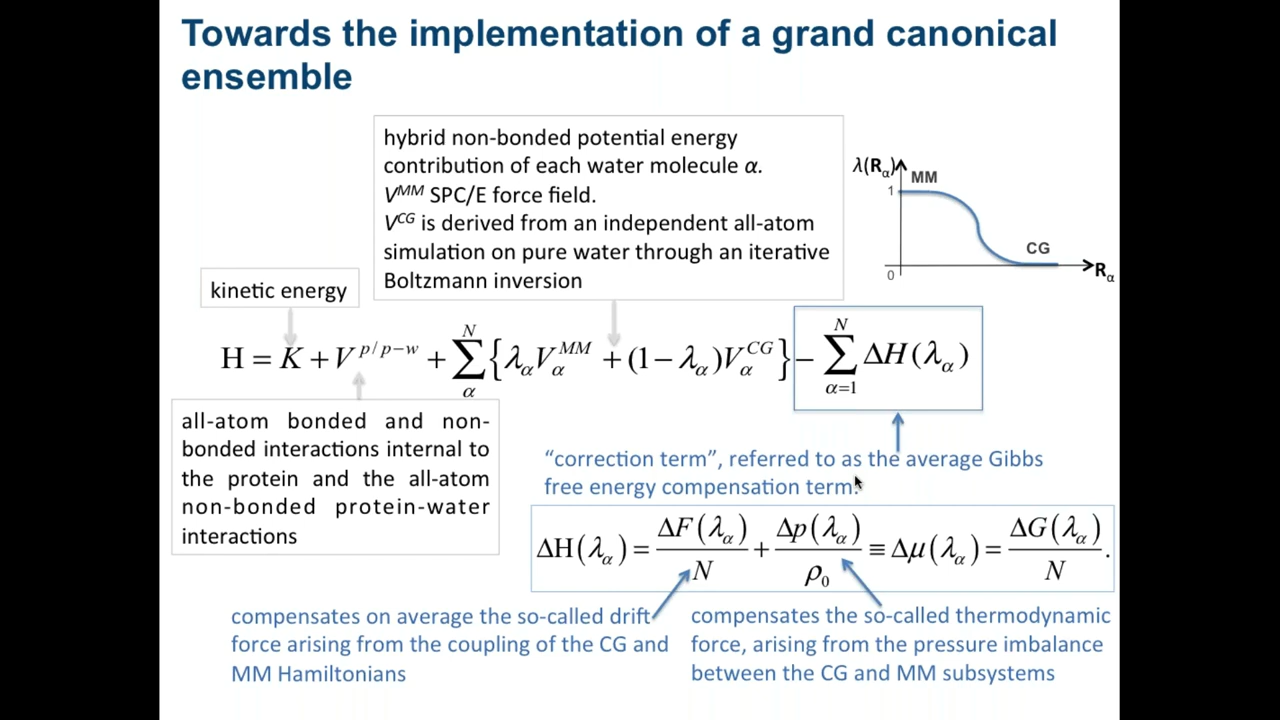 Towards the implementation of a grand canonical
ensemble
hybrid non-bonded potential energy
contribution of each water molecule α.
V^MM SPC/E force field.
V^CG is derived from an independent all-atom
simulation on pure water through an iterative
Boltzmann inversion
λ(R_α)
MM
1
CG
0
R_α
kinetic energy
H = K + V^{p/p−w} + ∑_α^N {λ_α V_α^{MM} + (1 − λ_α)V_α^{CG}} − ∑_{α=1}^N ΔH(λ_α)
all-atom bonded and non-
bonded interactions internal to
the protein and the all-atom
non-bonded protein-water
interactions
“correction term”, referred to as the average Gibbs
free energy compensation term:
ΔH(λ_α) = ΔF(λ_α)/N + Δp(λ_α)/ρ_0 ≡ Δμ(λ_α) = ΔG(λ_α)/N .
compensates on average the so-called drift
force arising from the coupling of the CG and
MM Hamiltonians
compensates the so-called thermodynamic
force, arising from the pressure imbalance
between the CG and MM subsystems